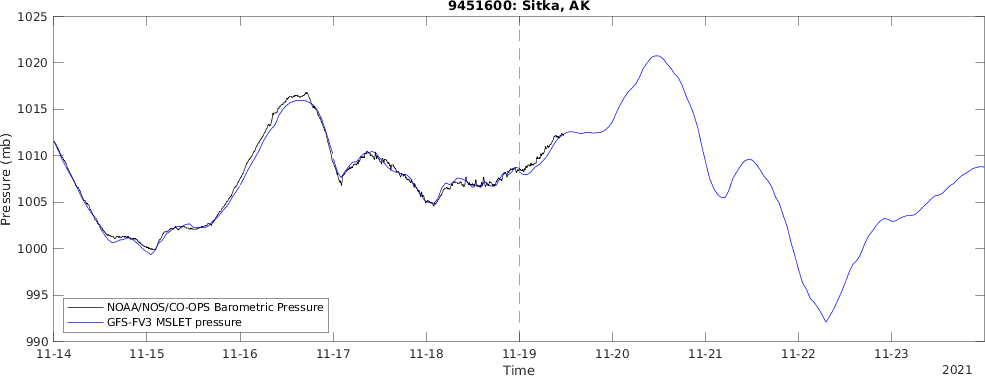 9451600: Sitka, AK
Pressure (mb)
1025
1020
1015
1010
1005
1000
995
990
NOAA/NOS/CO-OPS Barometric Pressure
GFS-FV3 MSLET pressure
11-14 11-15 11-16 11-17 11-18 11-19 11-20 11-21 11-22 11-23
Time
2021